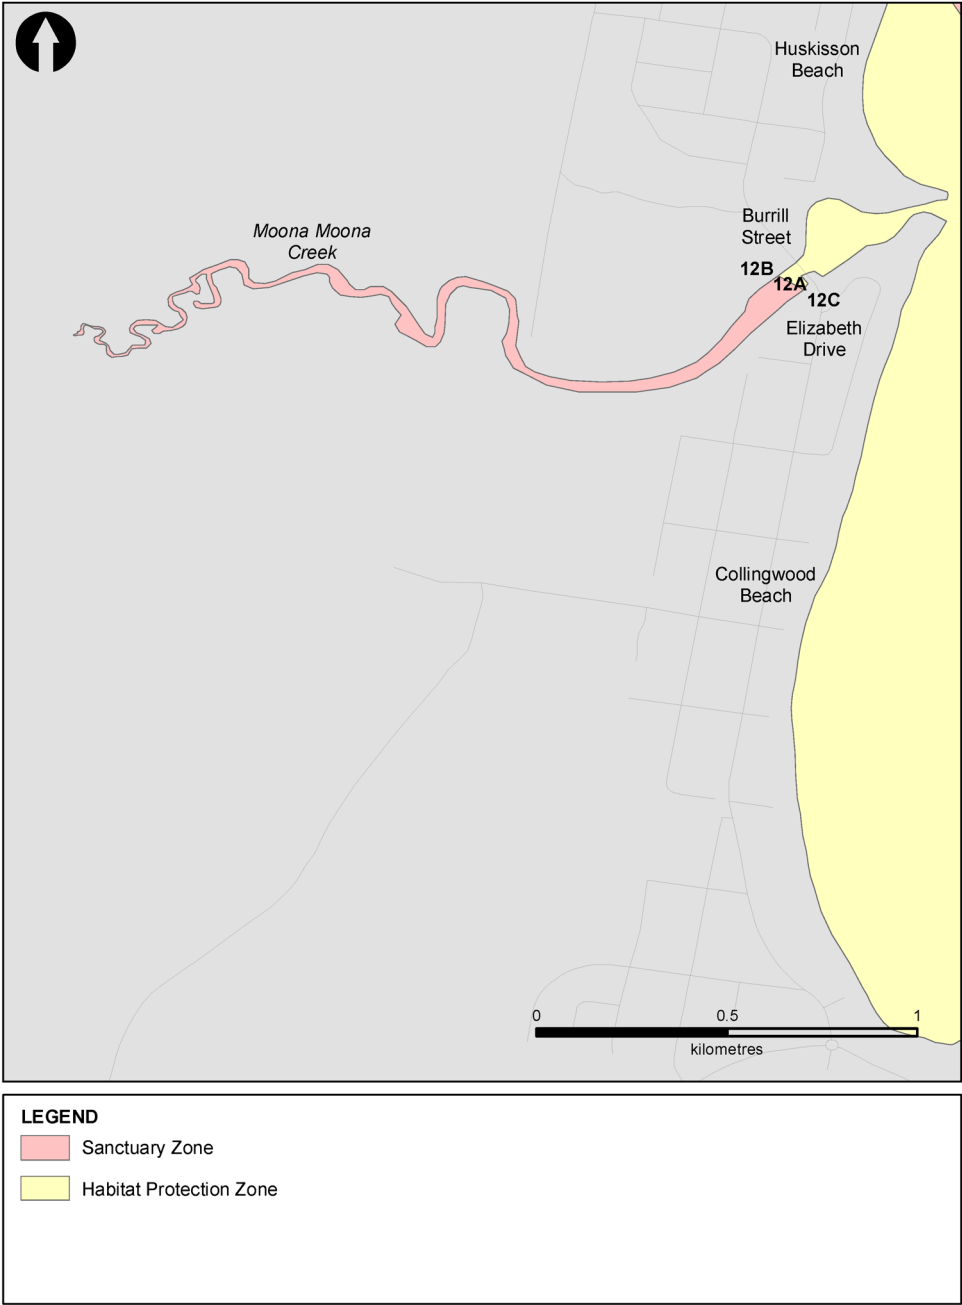 Huskisson
Beach
Burrill
Street
Moona Moona
Creek
12B
12A
12C
Elizabeth
Drive
Collingwood
Beach
0 0.5 1
kilometres
LEGEND
Sanctuary Zone
Habitat Protection Zone